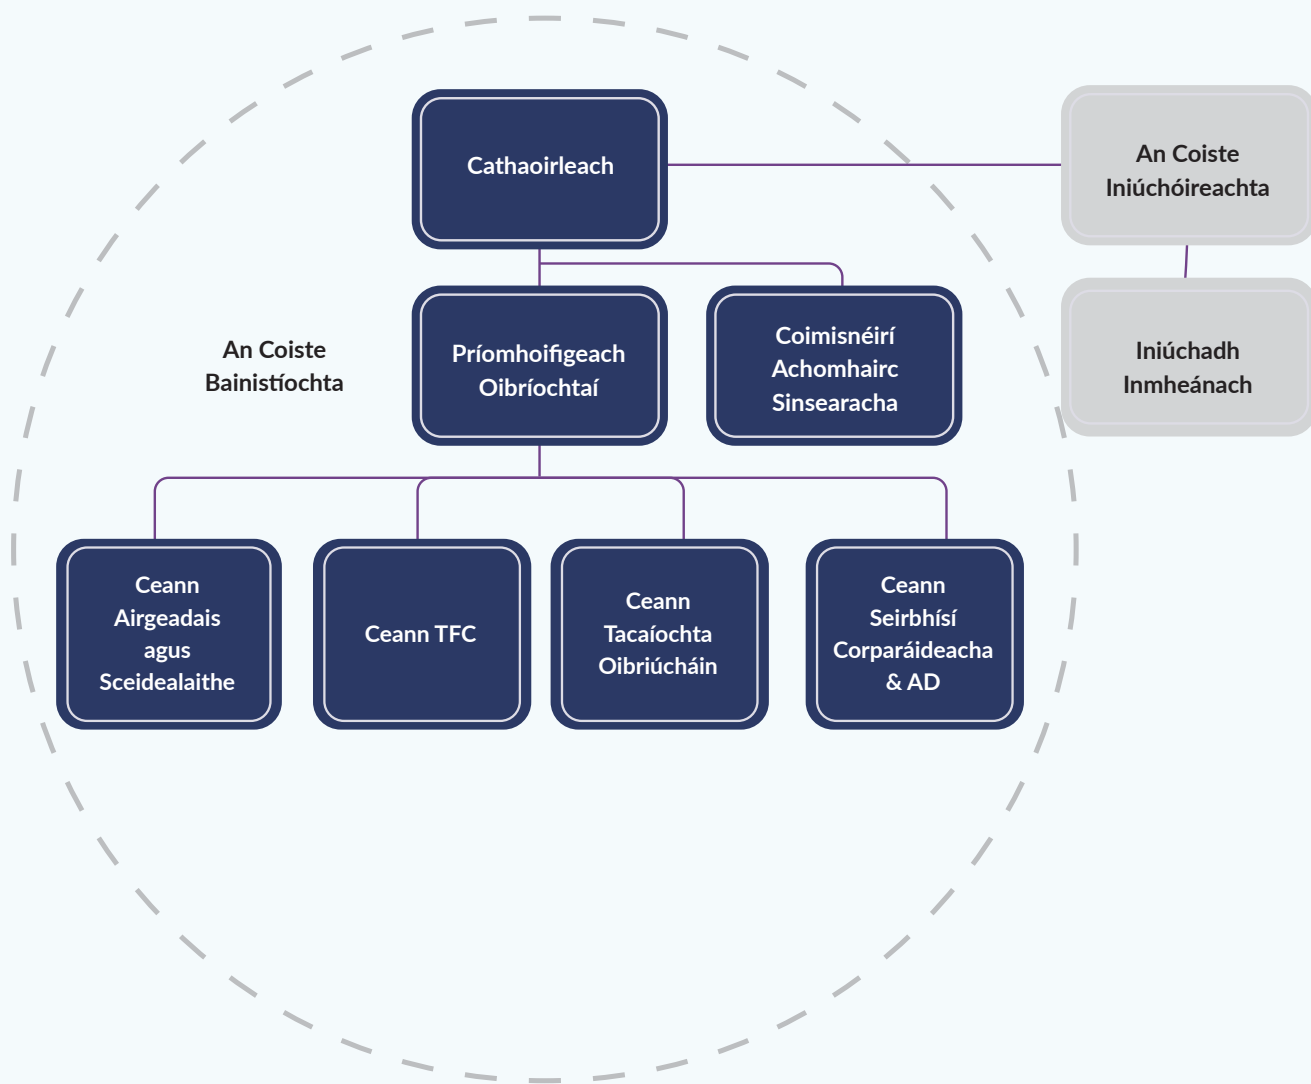 Cathaoirleach
An Coiste
Iniúchóireachta
An Coiste
Bainistíochta
Príomhoifigeach
Oibríochtaí
Coimisnéirí
Achomhairc
Sinsearacha
Iniúchadh
Inmheánach
Ceann
Airgeadais
agus
Sceidealaithe
Ceann TFC
Ceann
Tacaíochta
Oibriúcháin
Ceann
Seirbhísí
Corparáideacha
& AD